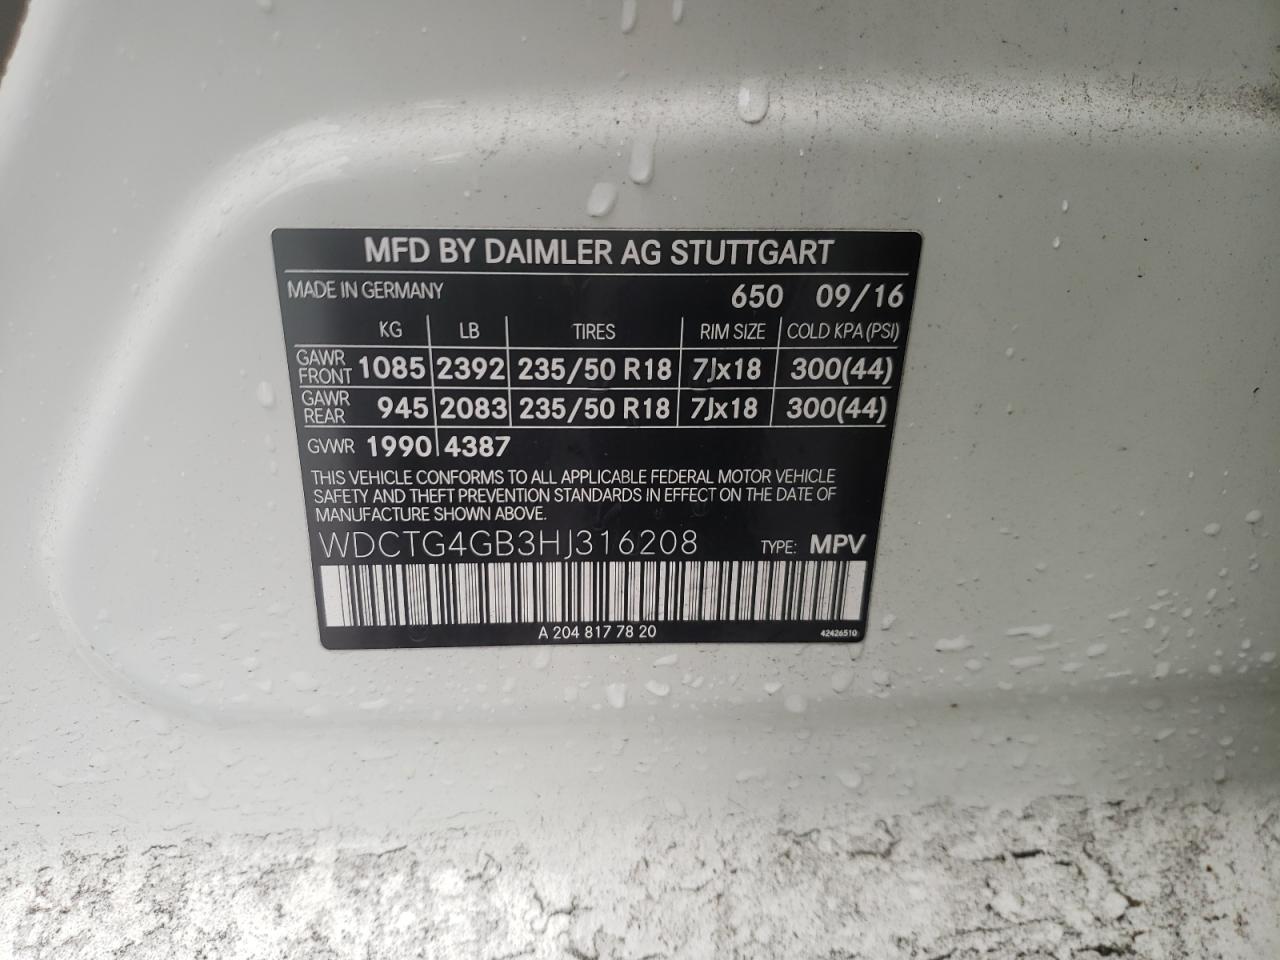 MFD BY DAIMLER AG STUTTGART
MADE IN GERMANY 650 09/16
KG LB TIRES RIM SIZE COLD KPA (PSI)
GAWR FRONT 1085 2392 235/50 R18 7Jx18 300(44)
GAWR REAR 945 2083 235/50 R18 7Jx18 300(44)
GVWR 1990 4387
THIS VEHICLE CONFORMS TO ALL APPLICABLE FEDERAL MOTOR VEHICLE
SAFETY AND THEFT PREVENTION STANDARDS IN EFFECT ON THE DATE OF
MANUFACTURE SHOWN ABOVE.
WDCTG4GB3HJ316208 TYPE: MPV
A 204 817 78 20 42426510